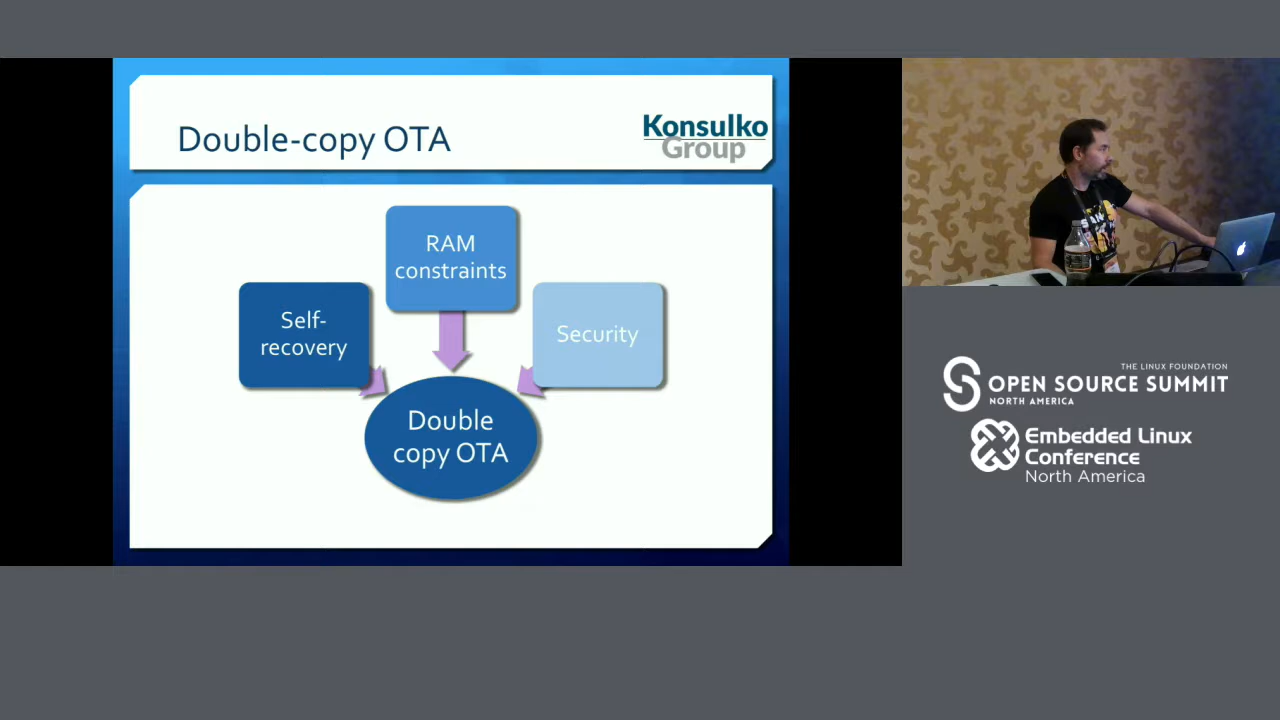 Double-copy OTA
Konsulko
Group
RAM
constraints
Self-
recovery
Security
Double
copy OTA
THE LINUX FOUNDATION
OPEN SOURCE SUMMIT
NORTH AMERICA
Embedded Linux
Conference
North America